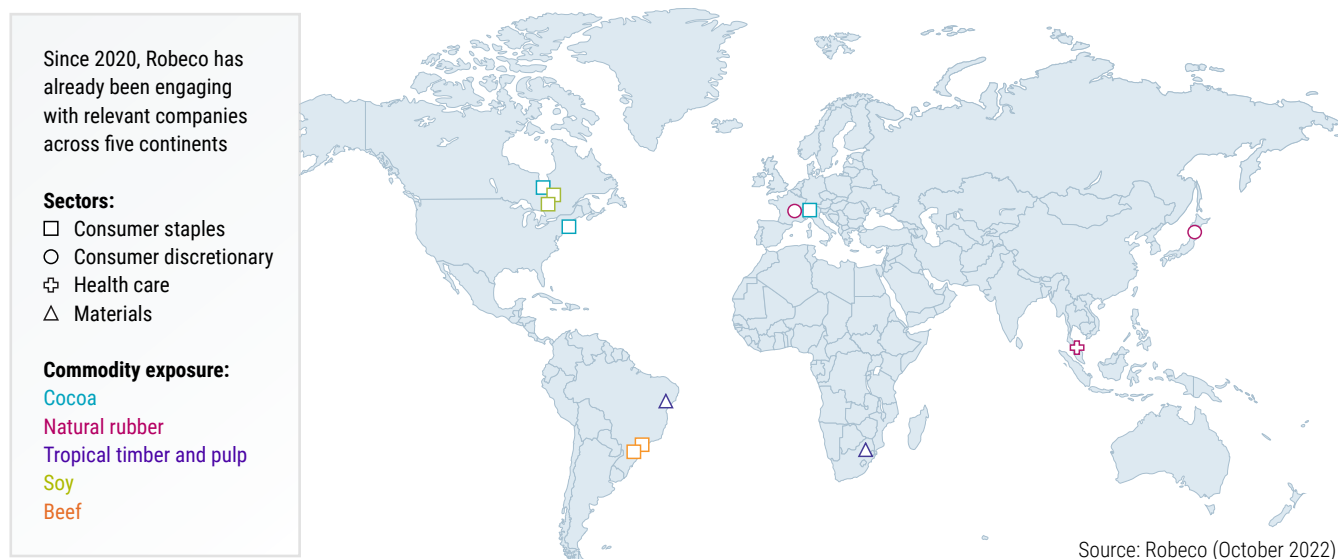 Since 2020, Robeco has
already been engaging
with relevant companies
across five continents
Sectors:
Consumer staples
Consumer discretionary
Health care
Materials
Commodity exposure:
Cocoa
Natural rubber
Tropical timber and pulp
Soy
Beef
Source: Robeco (October 2022)